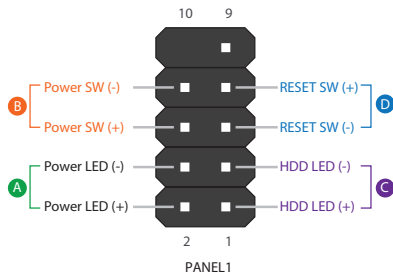 10 9
Power SW (-) RESET SW (+)
B D
Power SW (+) RESET SW (-)
Power LED (-) HDD LED (-)
A C
Power LED (+) HDD LED (+)
2 1
PANEL1